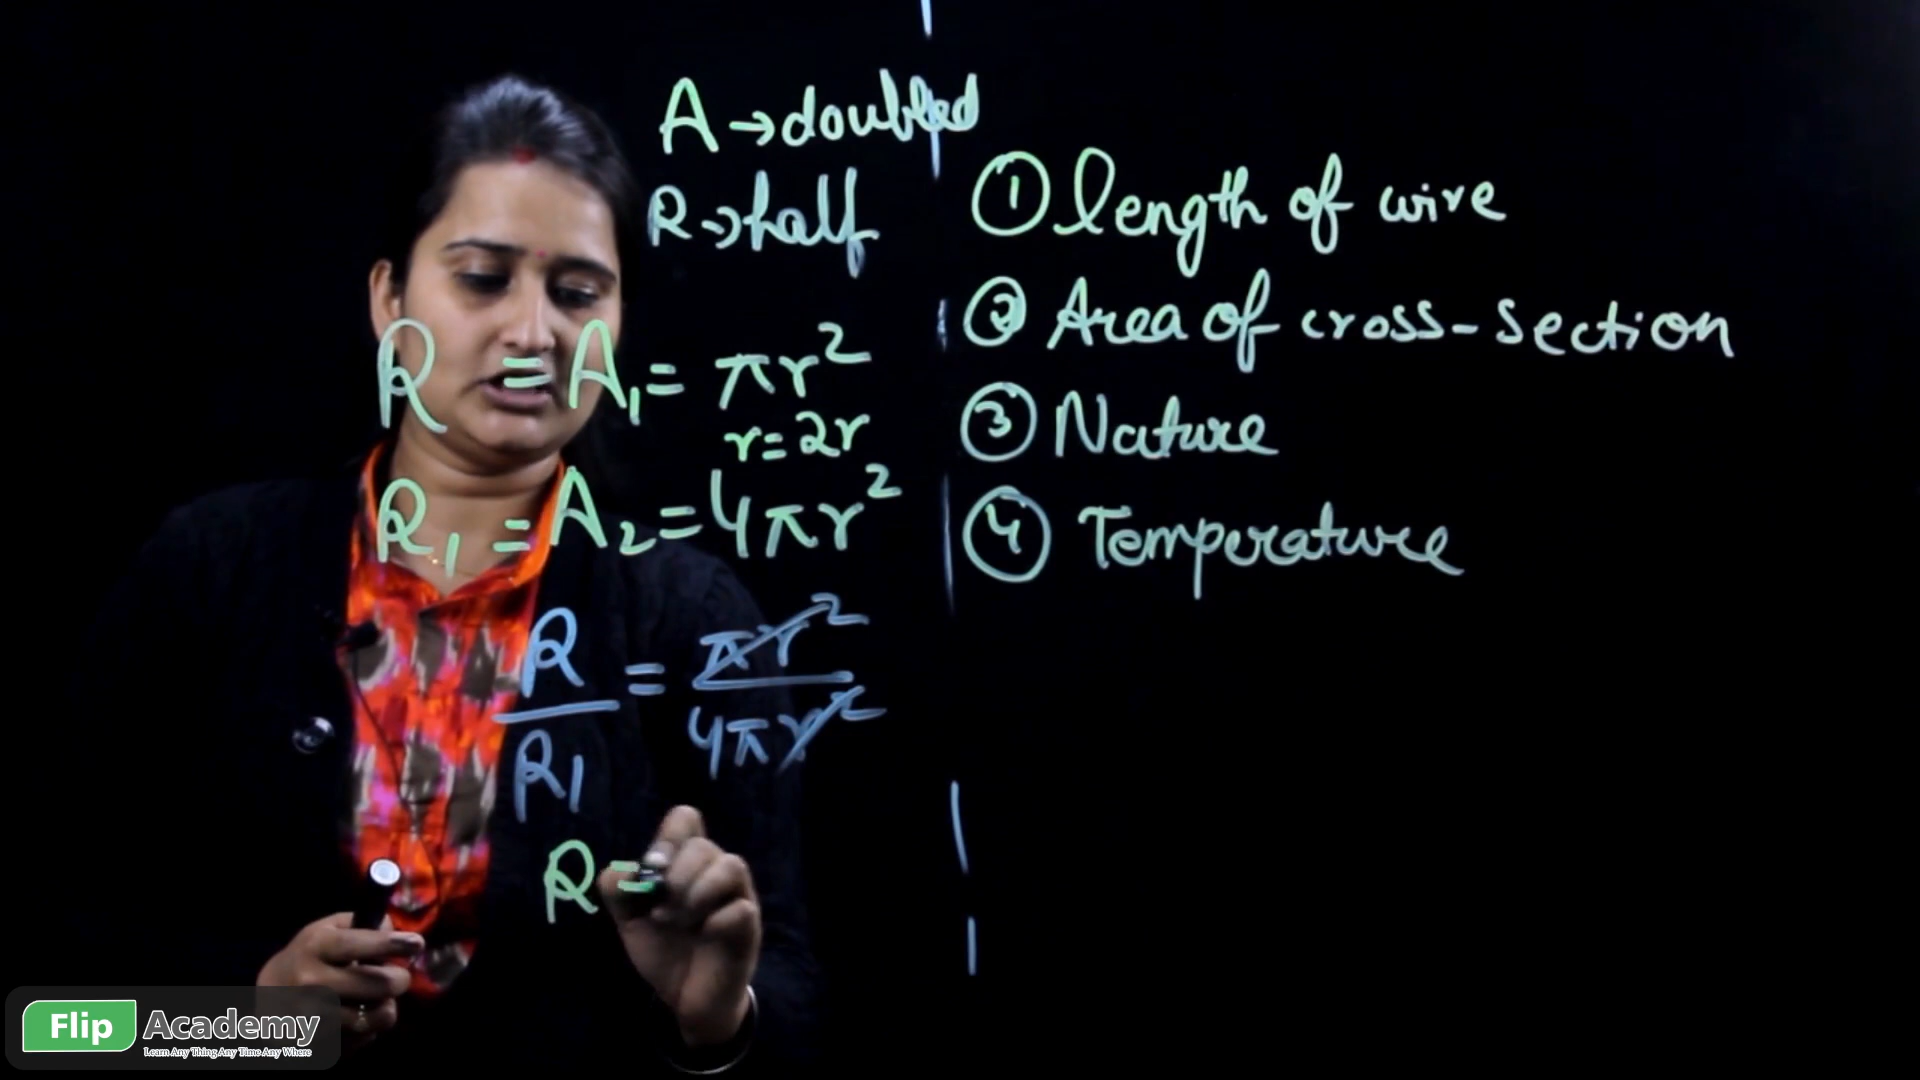 A → doubled
R → half
R = A₁ = πr²
r = 2r
R₁ = A₂ = 4πr²
R/R₁ = πr²/4πr²
R =
① length of wire
② Area of cross-section
③ Nature
④ Temperature
Flip Academy
Learn Any Thing Any Time Any Where